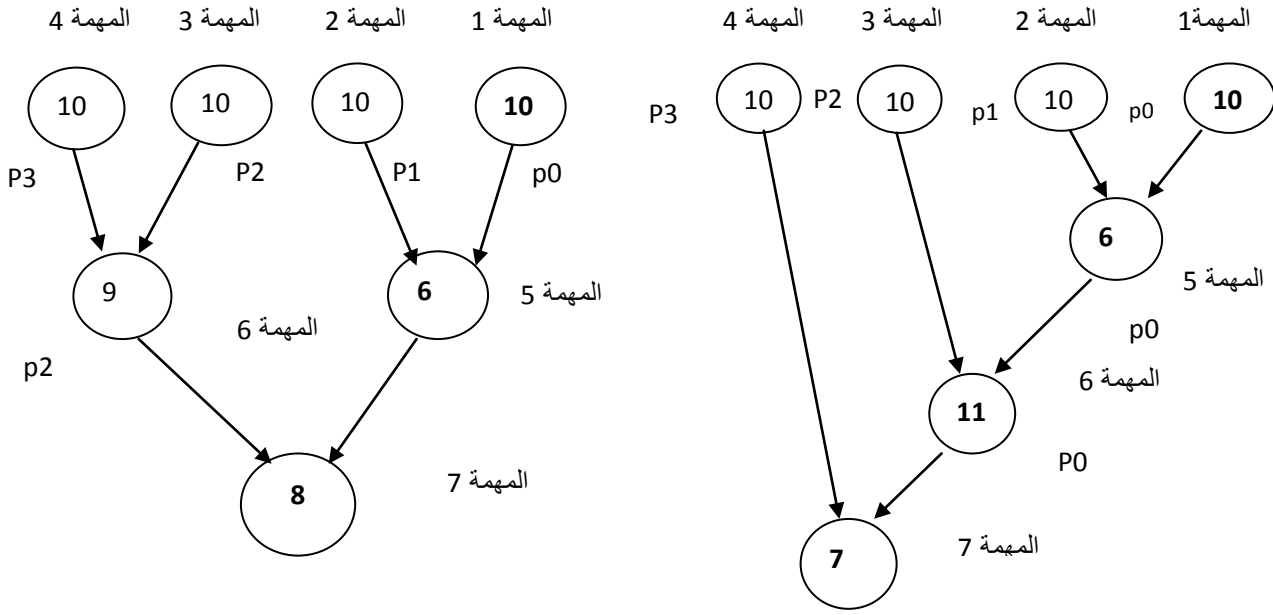 المهمة 4 المهمة 3 المهمة 2 المهمة 1
10 10 10 10
P3 P2 P1 p0
9 6 المهمة 5
المهمة 6
p2
8 المهمة 7
المهمة 4 المهمة 3 المهمة 2 المهمة1
P3 10 P2 10 p1 10 p0 10
6
المهمة 5
p0
المهمة 6
11
P0
المهمة 7
7